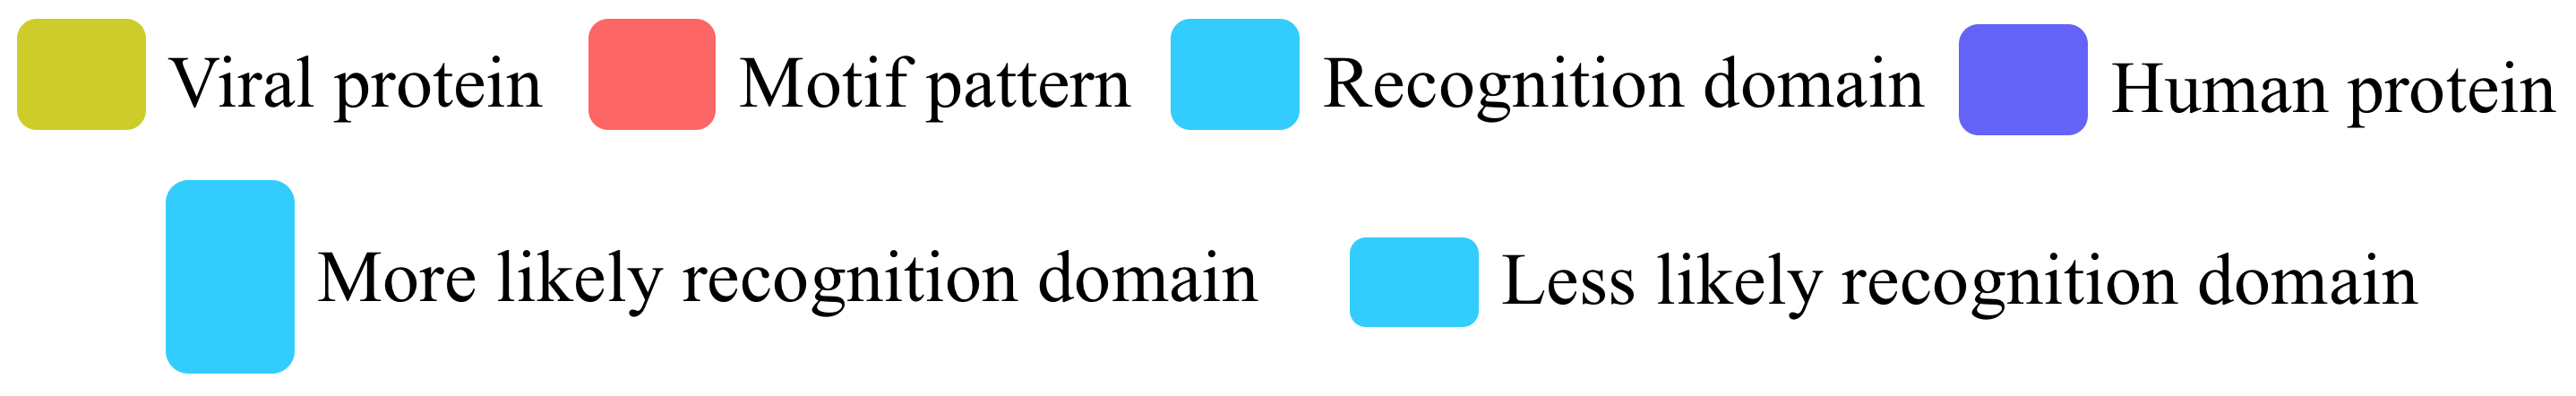 Viral protein Motif pattern Recognition domain Human protein
More likely recognition domain Less likely recognition domain